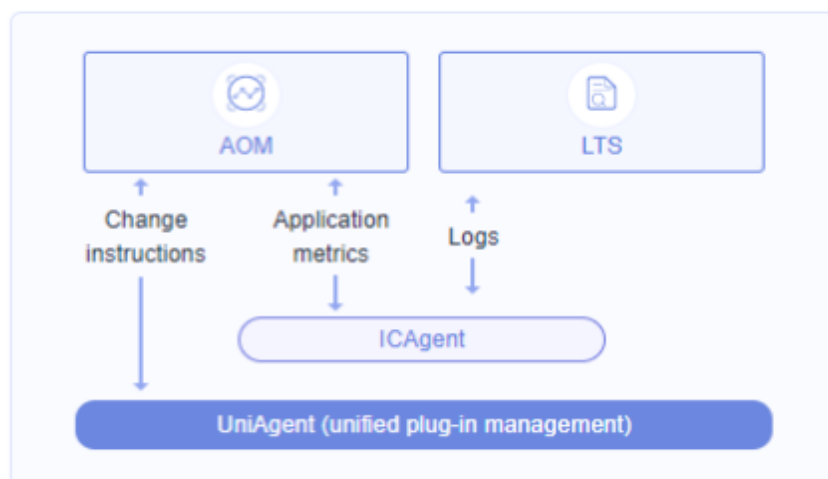 AOM
LTS
Change
instructions
Application
metrics
Logs
ICAgent
UniAgent (unified plug-in management)